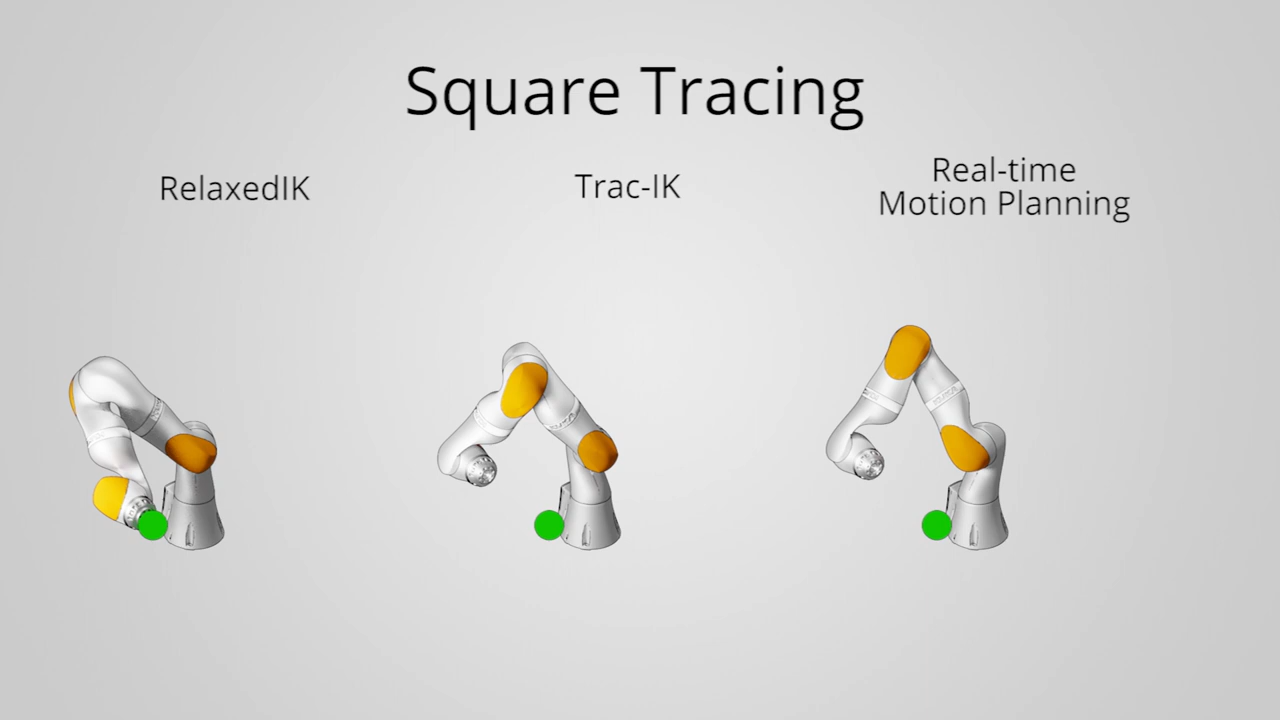 Square Tracing
RelaxedIK
Trac-IK
Real-time
Motion Planning